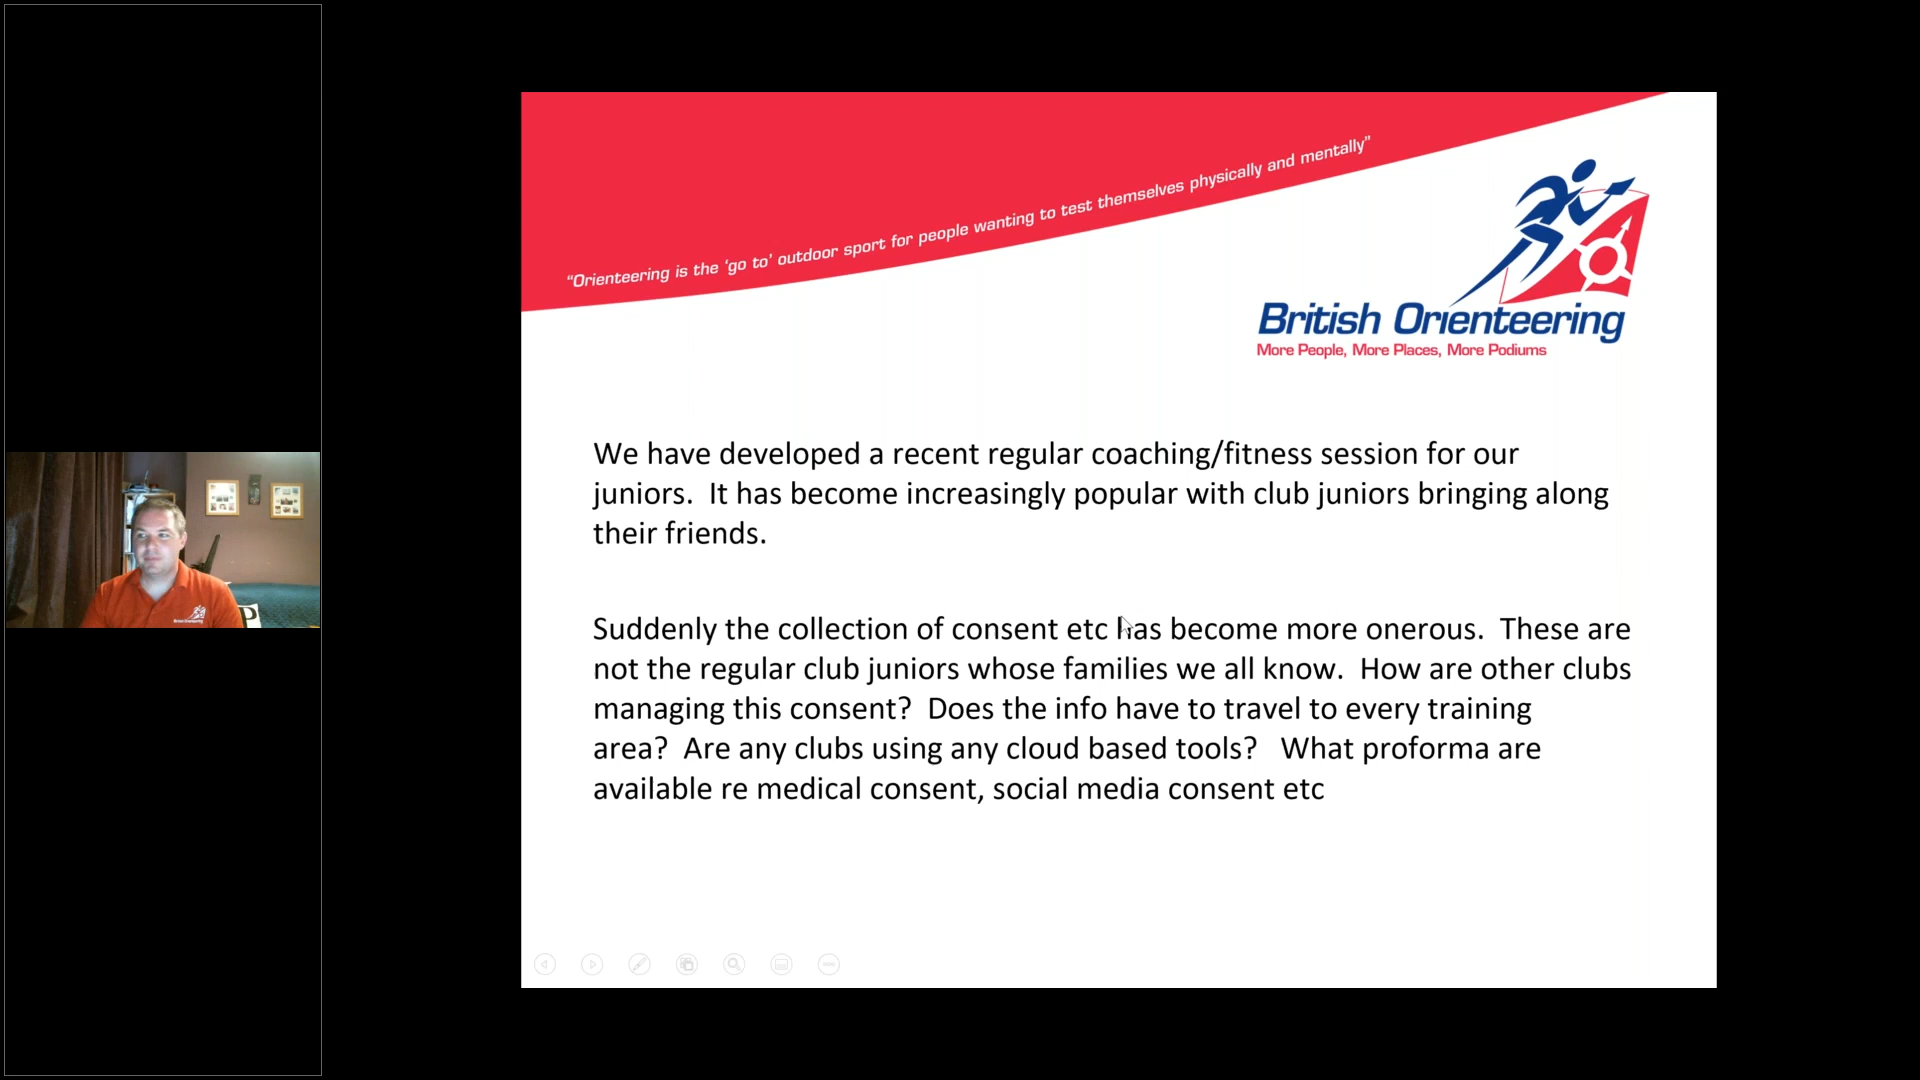 “Orienteering is the ‘go to’ outdoor sport for people wanting to test themselves physically and mentally”
British Orienteering
More People, More Places, More Podiums
We have developed a recent regular coaching/fitness session for our
juniors.  It has become increasingly popular with club juniors bringing along
their friends.
Suddenly the collection of consent etc has become more onerous.  These are
not the regular club juniors whose families we all know.  How are other clubs
managing this consent?  Does the info have to travel to every training
area?  Are any clubs using any cloud based tools?   What proforma are
available re medical consent, social media consent etc
British Orienteering
P